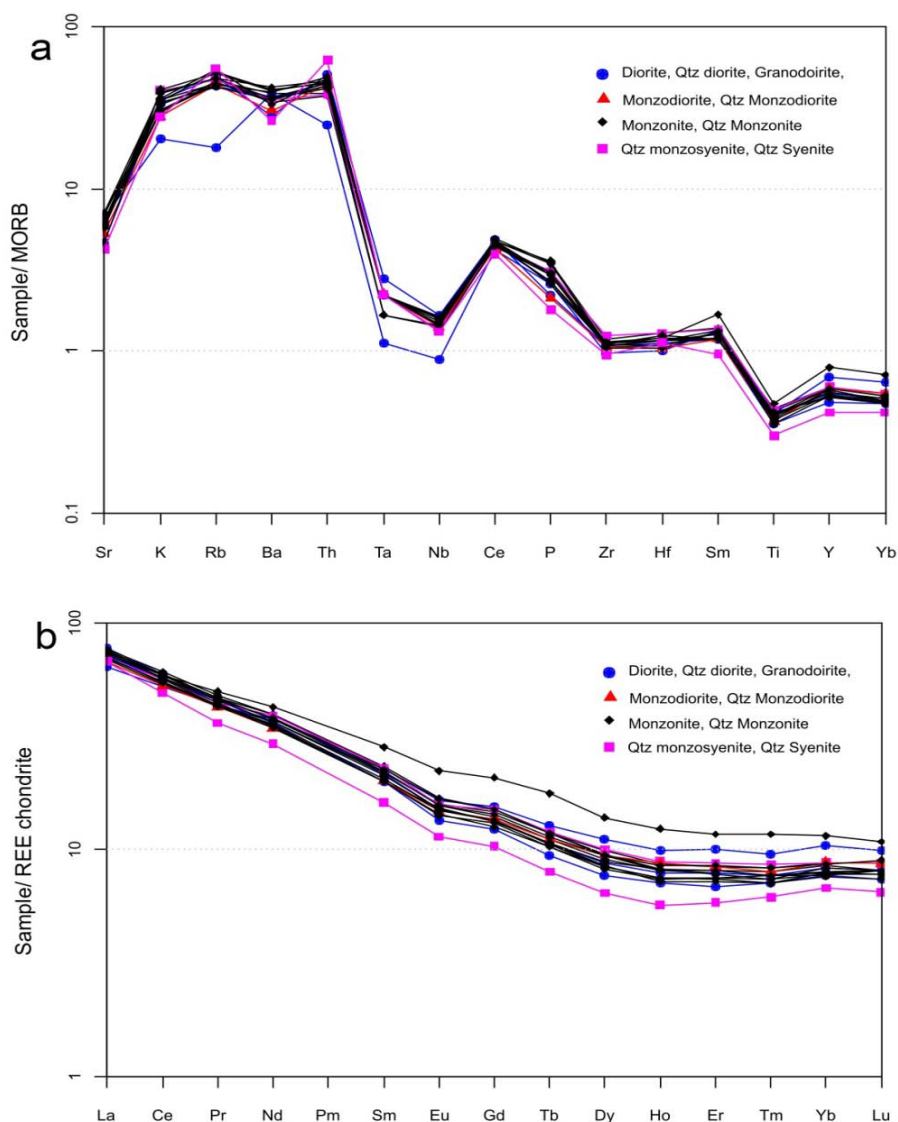 a
100
10
1
0.1
Sample/ MORB
Diorite, Qtz diorite, Granodoirite,
Monzodiorite, Qtz Monzodiorite
Monzonite, Qtz Monzonite
Qtz monzosyenite, Qtz Syenite
Sr K Rb Ba Th Ta Nb Ce P Zr Hf Sm Ti Y Yb
b
100
10
1
Sample/ REE chondrite
Diorite, Qtz diorite, Granodoirite,
Monzodiorite, Qtz Monzodiorite
Monzonite, Qtz Monzonite
Qtz monzosyenite, Qtz Syenite
La Ce Pr Nd Pm Sm Eu Gd Tb Dy Ho Er Tm Yb Lu